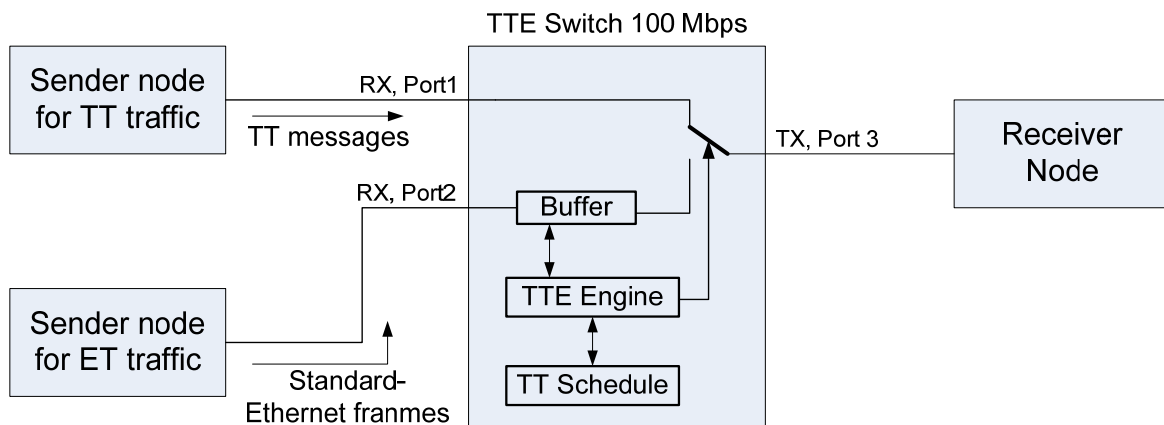 TTE Switch 100 Mbps
Sender node
for TT traffic
RX, Port1
TT messages
TX, Port 3
Receiver
Node
RX, Port2
Buffer
TTE Engine
TT Schedule
Sender node
for ET traffic
Standard-
Ethernet franmes